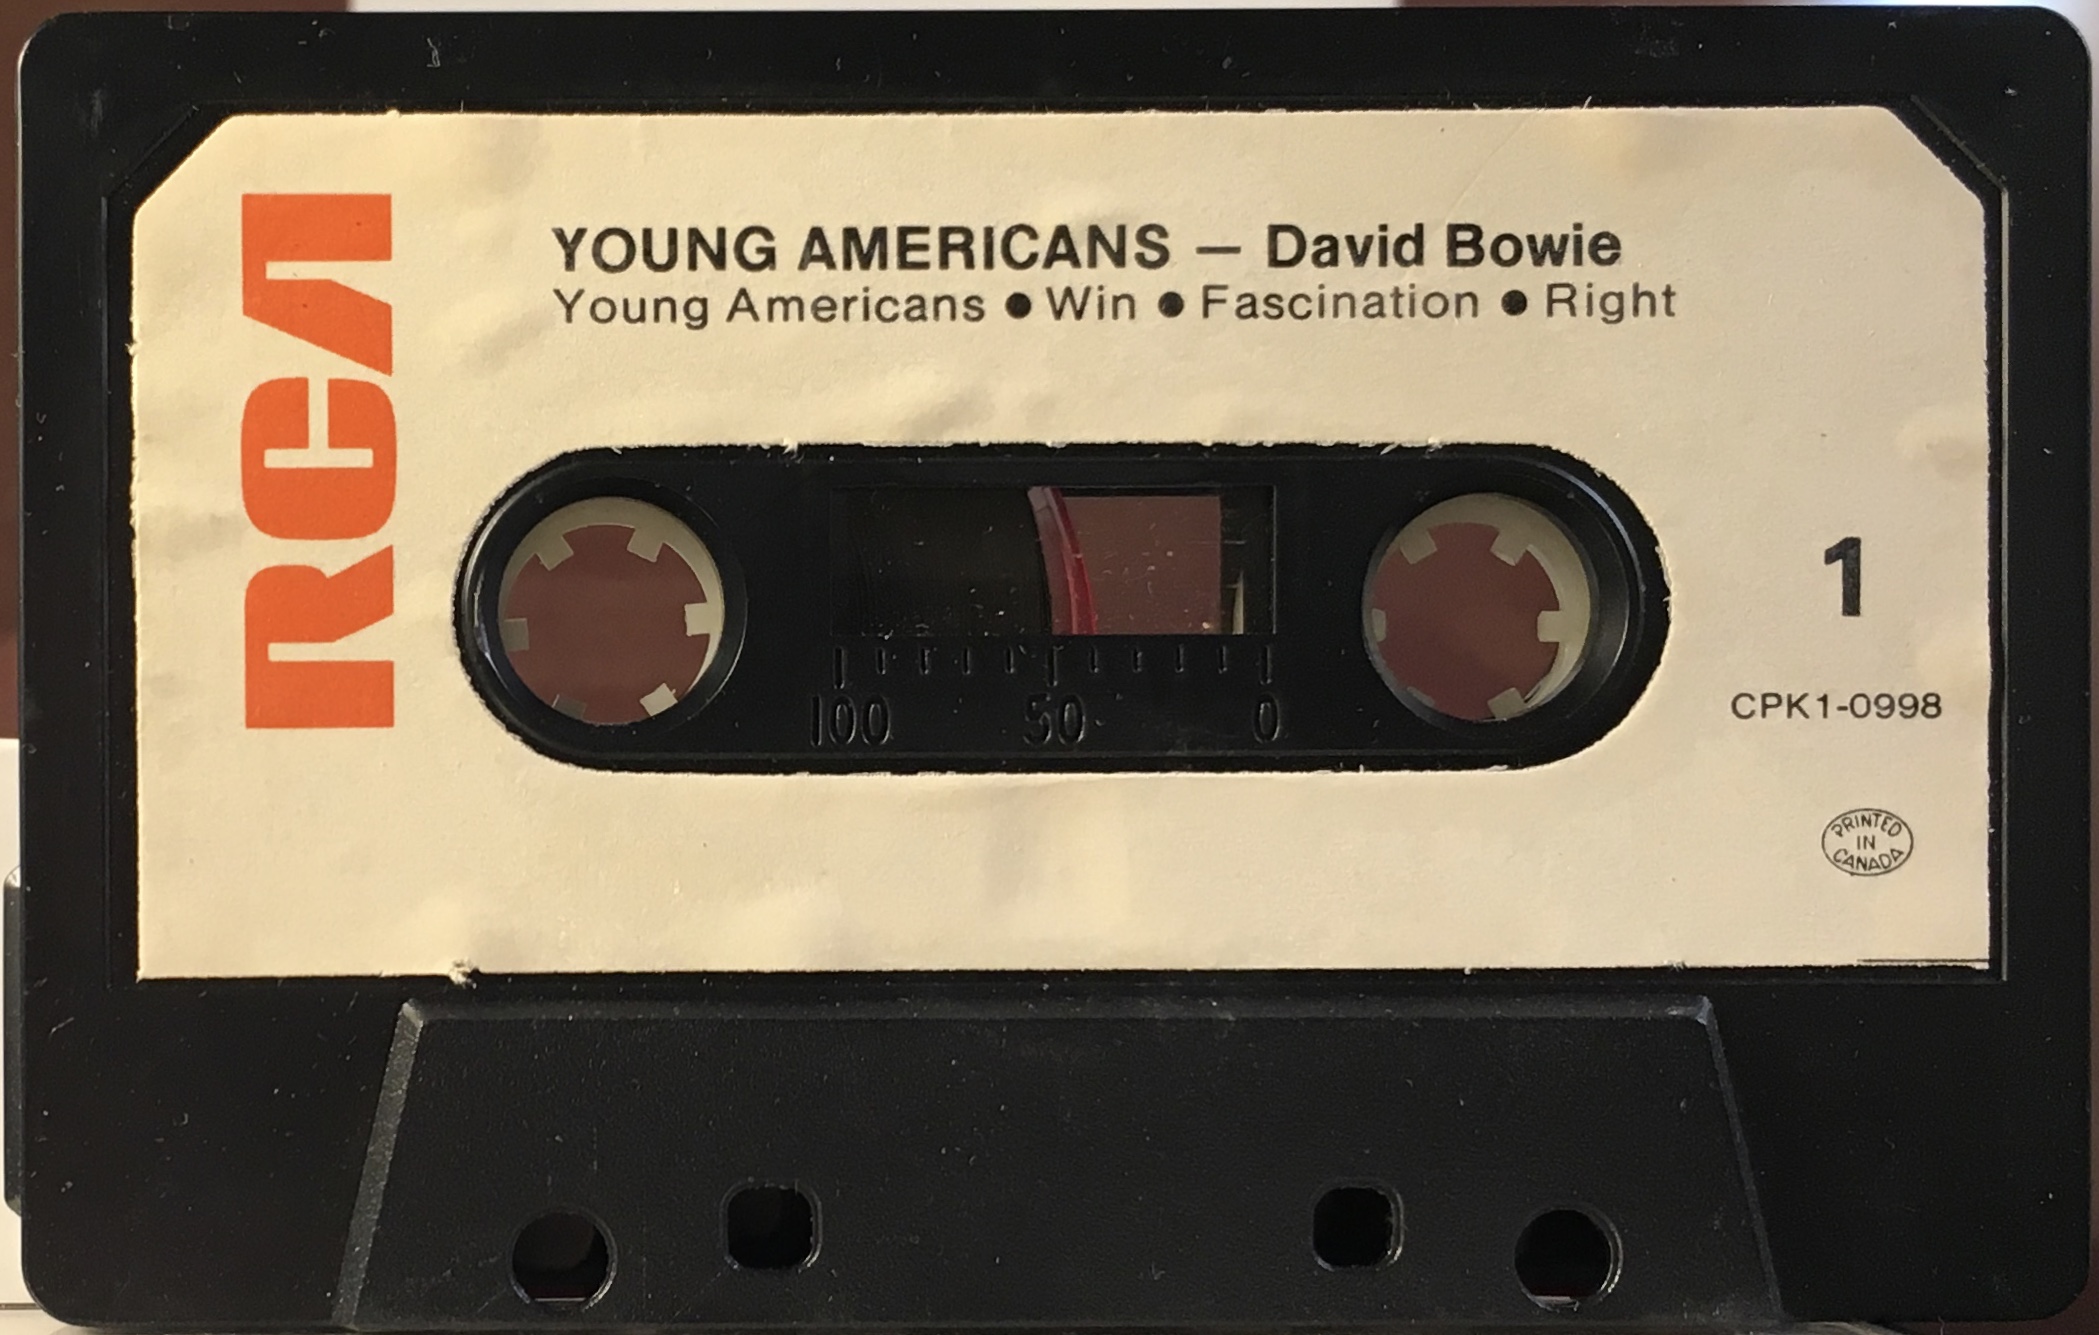 RCA
YOUNG AMERICANS — David Bowie
Young Americans ● Win ● Fascination ● Right
100 50 0
1
CPK1-0998
PRINTED
IN
CANADA